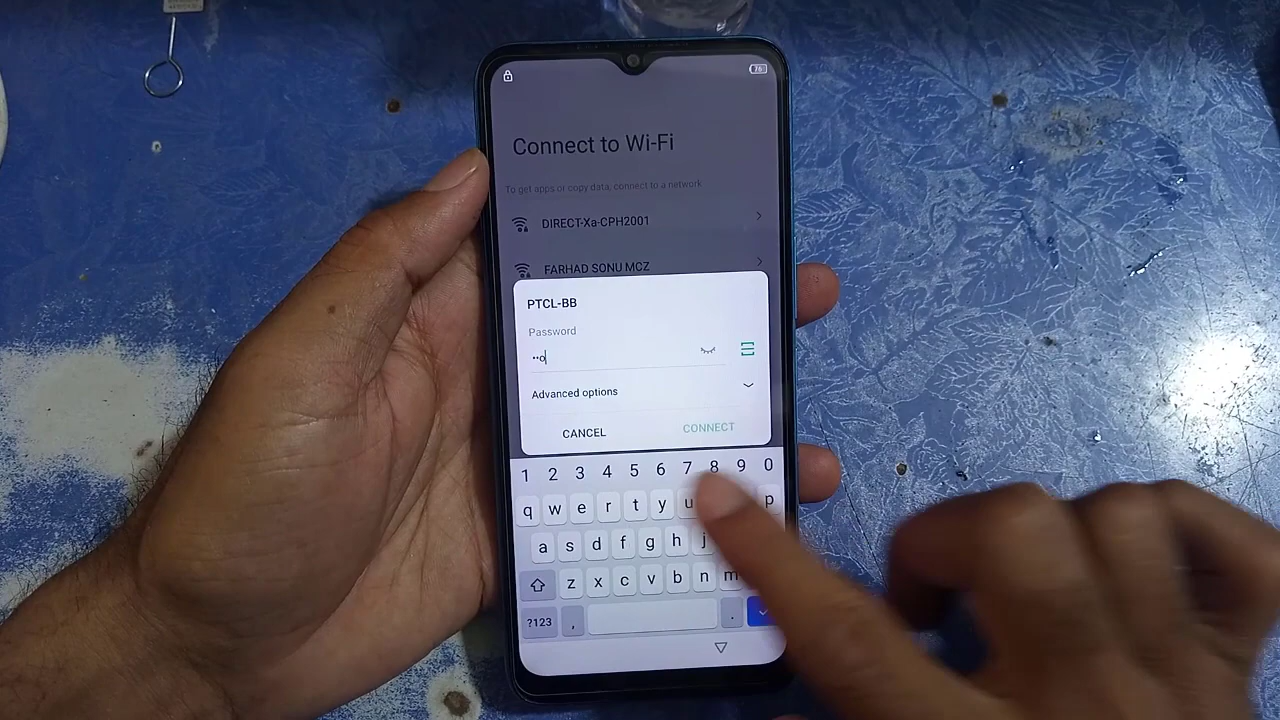 76
Connect to Wi-Fi
To get apps or copy data, connect to a network
DIRECT-Xa-CPH2001
FARHAD SONU MCZ
PTCL-BB
Password
••o
Advanced options
CANCEL CONNECT
1 2 3 4 5 6 7 8 9 0
q w e r t y u p
a s d f g h j
z x c v b n m
?123 , .